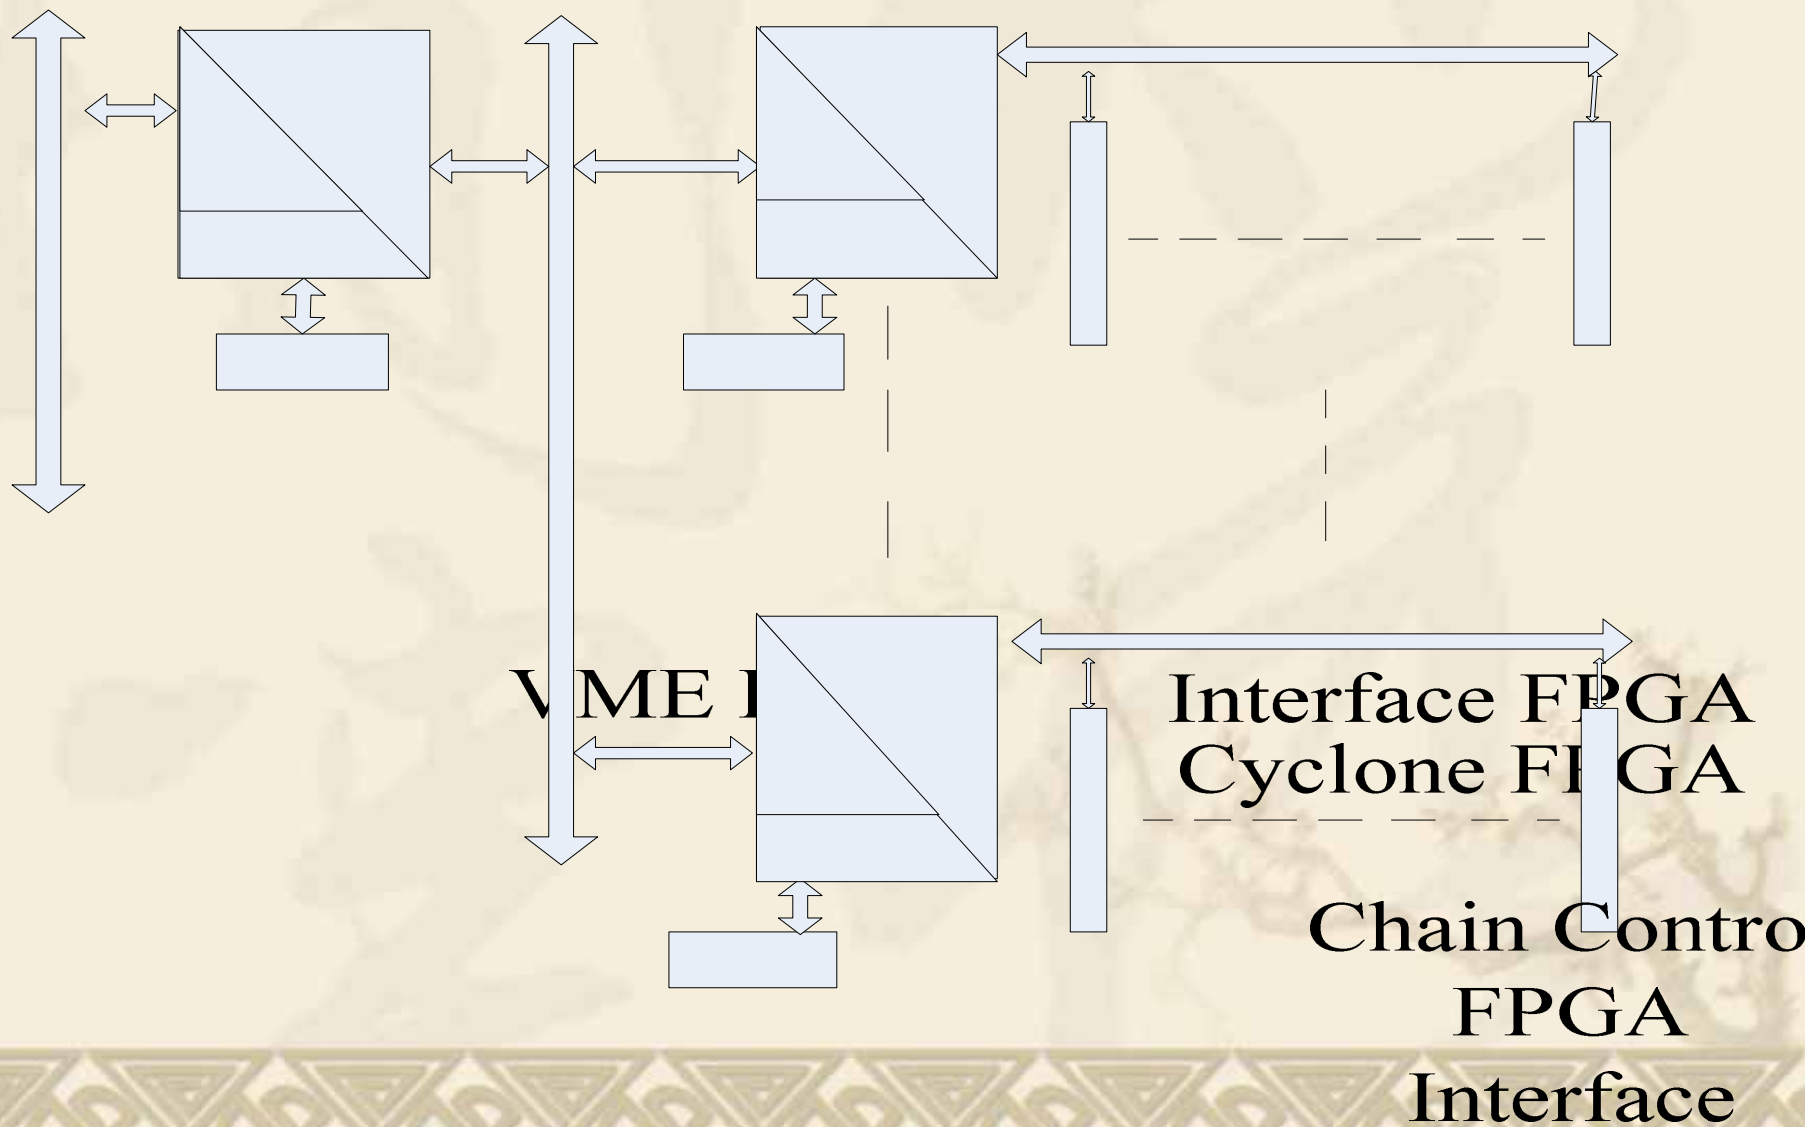 VME
Interface FPGA
Cyclone FPGA
Chain Contro
FPGA
Interface